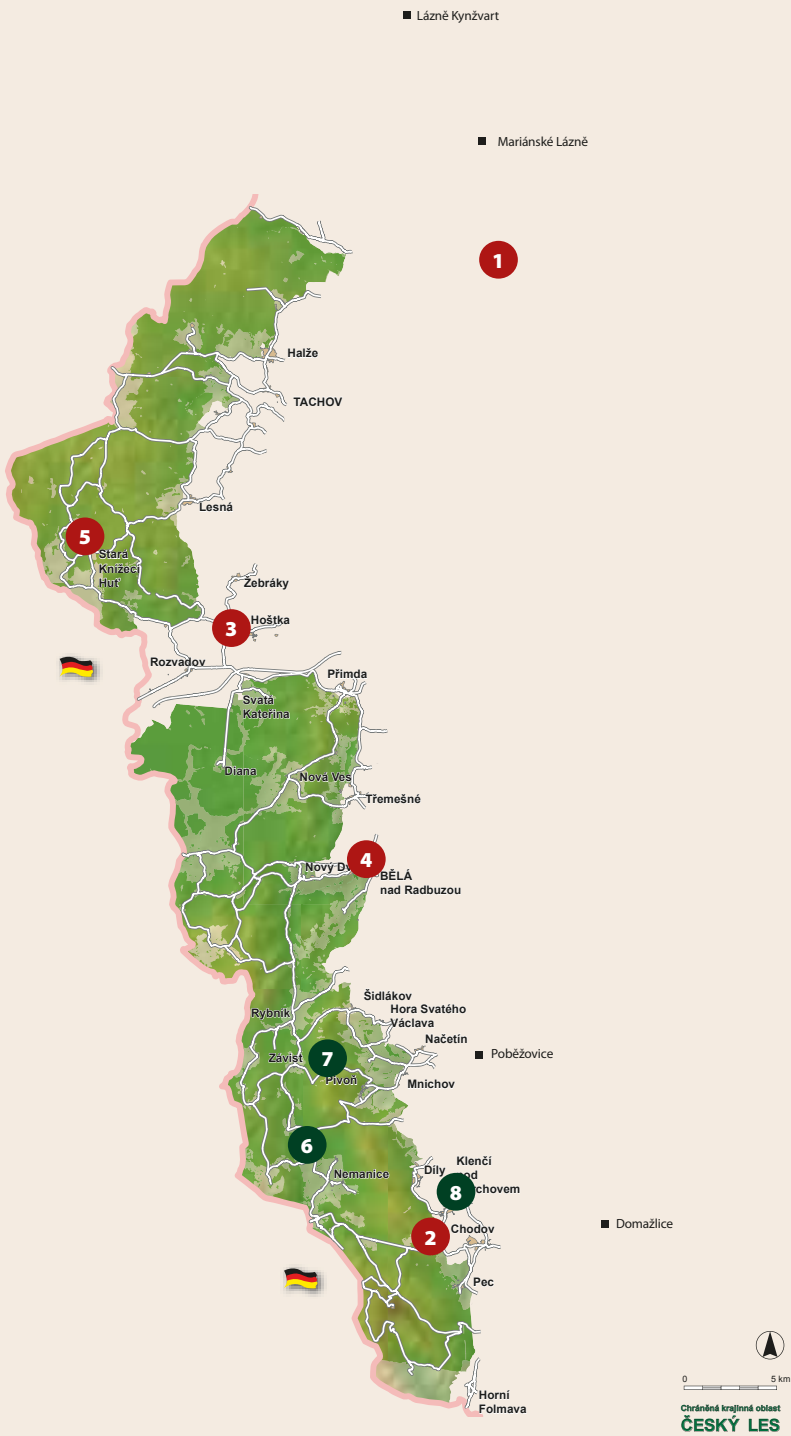 Lázně Kynžvart
Mariánské Lázně
1
Halže
TACHOV
Lesná
5
Stará
Knížecí
Huť
Žebráky
Hoštka
3
Rozvadov
Přimda
Svatá
Kateřina
Diana
Nová Ves
Třemešné
Nový
4
BĚLÁ
nad Radbuzou
Šidlákov
Hora Svatého
Václava
Rybník
Načetín
Závist
7
Poběžovice
Pivoň
Mnichov
6
Klenčí
Díly
Nemanice
8
Chodov
2
Domažlice
Pec
Horní
Folmava
0 5 km
Chráněná krajinná oblast
ČESKÝ LES